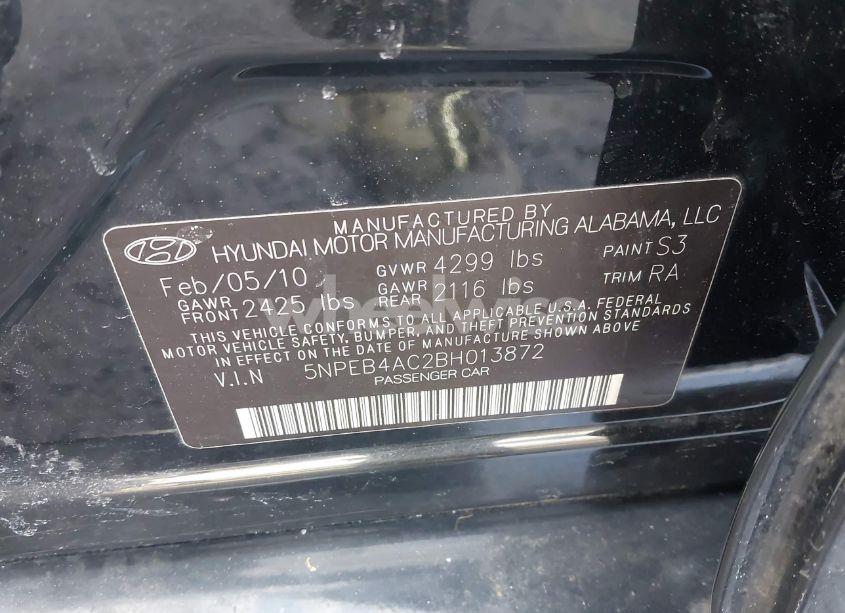 MANUFACTURED BY
HYUNDAI MOTOR MANUFACTURING ALABAMA, LLC
Feb/05/10 GVWR 4299 lbs PAINT S3
GAWR FRONT 2425 lbs GAWR REAR 2116 lbs TRIM RA
THIS VEHICLE CONFORMS TO ALL APPLICABLE U.S.A. FEDERAL
MOTOR VEHICLE SAFETY, BUMPER, AND THEFT PREVENTION STANDARDS
IN EFFECT ON THE DATE OF MANUFACTURE SHOWN ABOVE
V.I.N 5NPEB4AC2BH013872
PASSENGER CAR